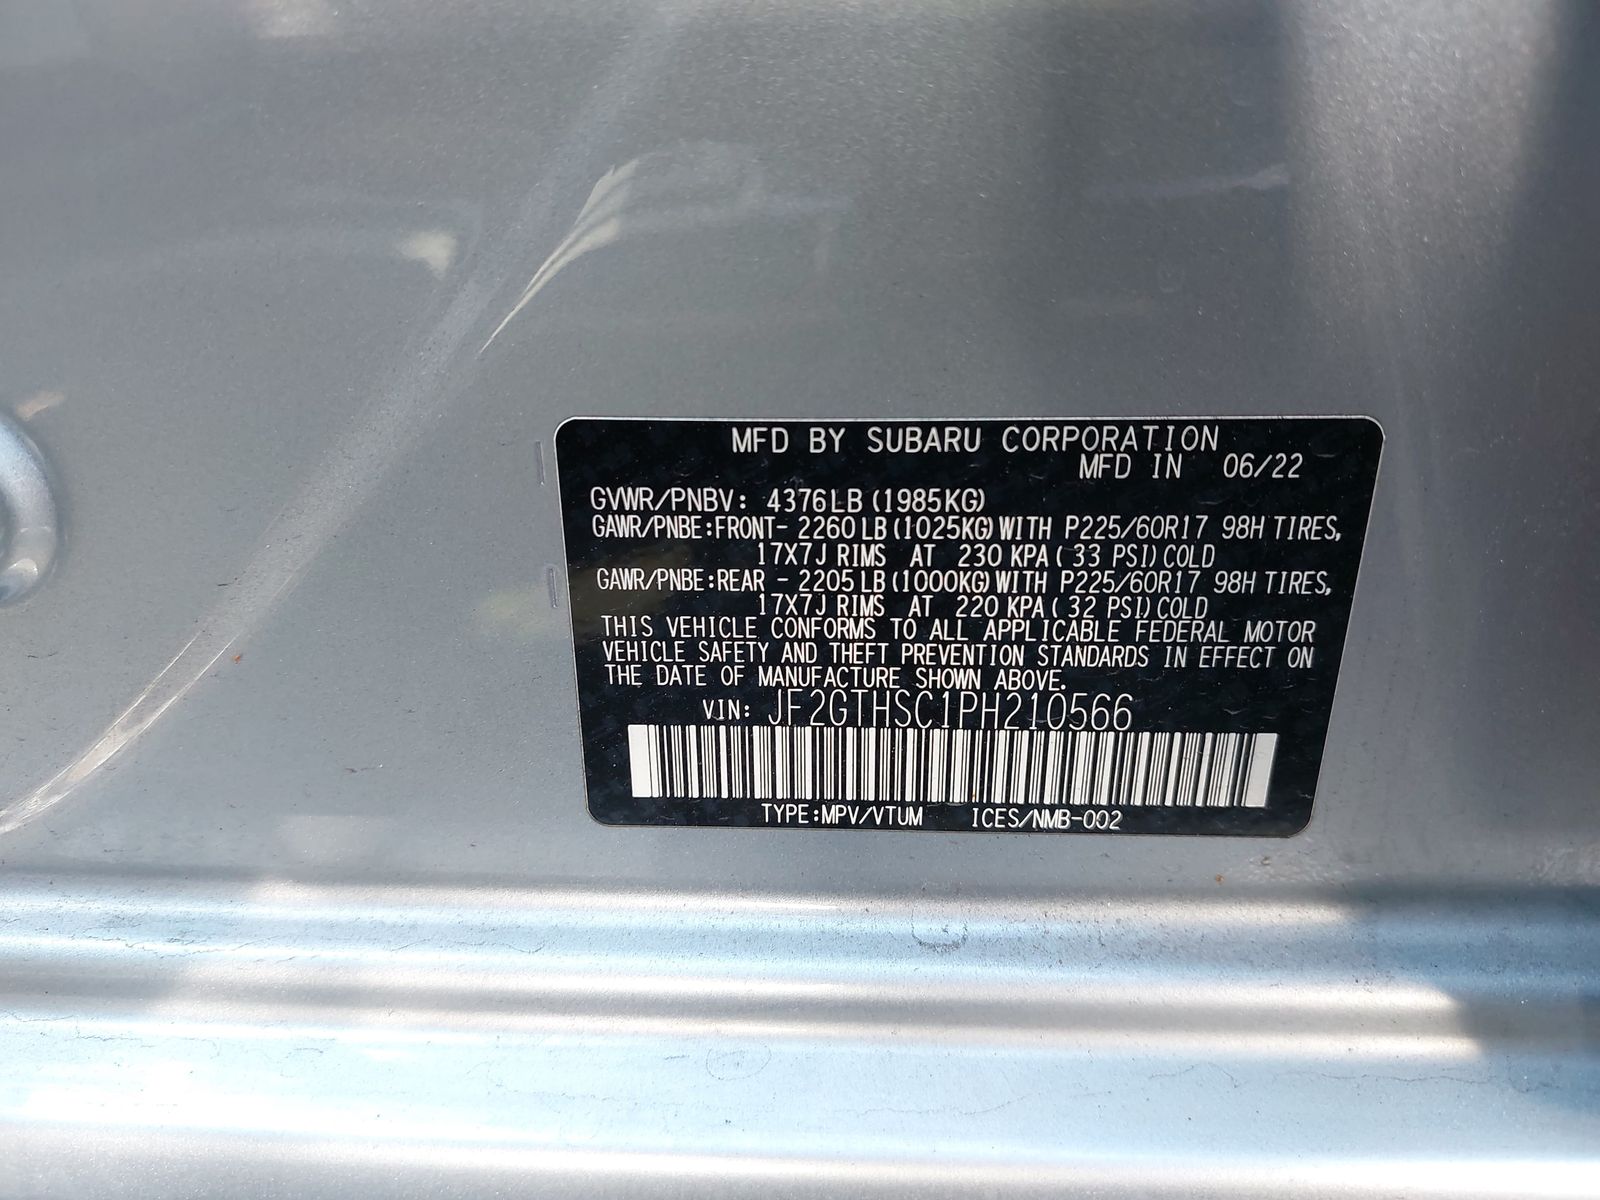 MFD BY SUBARU CORPORATION
MFD IN 06/22
GVWR/PNBV: 4376LB (1985KG)
GAWR/PNBE:FRONT- 2260 LB (1025KG) WITH P225/60R17 98H TIRES,
17X7J RIMS AT 230 KPA ( 33 PSI) COLD
GAWR/PNBE:REAR - 2205 LB (1000KG) WITH P225/60R17 98H TIRES,
17X7J RIMS AT 220 KPA ( 32 PSI) COLD
THIS VEHICLE CONFORMS TO ALL APPLICABLE FEDERAL MOTOR
VEHICLE SAFETY AND THEFT PREVENTION STANDARDS IN EFFECT ON
THE DATE OF MANUFACTURE SHOWN ABOVE.
VIN: JF2GTHSC1PH210566
TYPE:MPV/VTUM ICES/NMB-002